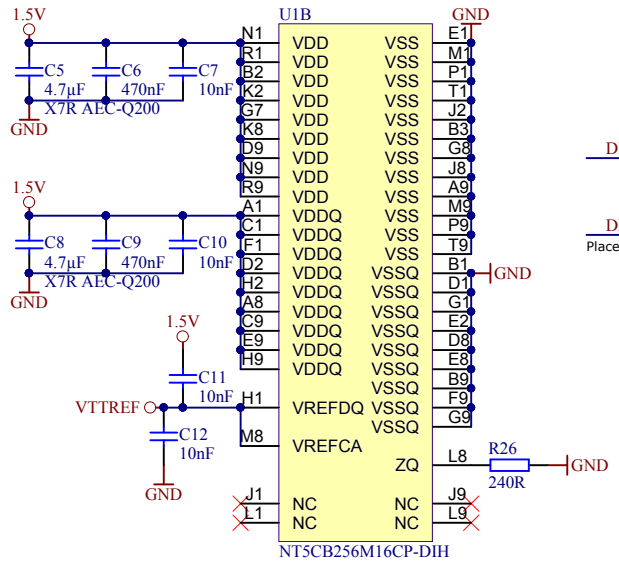 U1B
1.5V
GND
N1 VDD VSS E1
R1 VDD VSS M1
C5 C6 C7 B2 VDD VSS P1
4.7µF 470nF 10nF K2 VDD VSS T1
X7R AEC-Q200 G7 VDD VSS J2
GND K8 VDD VSS B3
D9 VDD VSS G8
D
N9 VDD VSS J8
R9 VDD VSS A9
1.5V A1 VDDQ VSS M9
C1 VDDQ VSS P9
D
C8 C9 C10 F1 VDDQ VSS T9
Place
4.7µF 470nF 10nF D2 VDDQ VSSQ B1 GND
X7R AEC-Q200 H2 VDDQ VSSQ D1
GND A8 VDDQ VSSQ G1
1.5V C9 VDDQ VSSQ E2
E9 VDDQ VSSQ D8
H9 VDDQ VSSQ E8
C11 VSSQ B9
10nF
VTTREF H1 VREFDQ VSSQ F9
C12 VSSQ G9
10nF M8 VREFCA
R26
ZQ L8 GND
GND 240R
J1 NC NC J9
L1 NC NC L9
NT5CB256M16CP-DIH